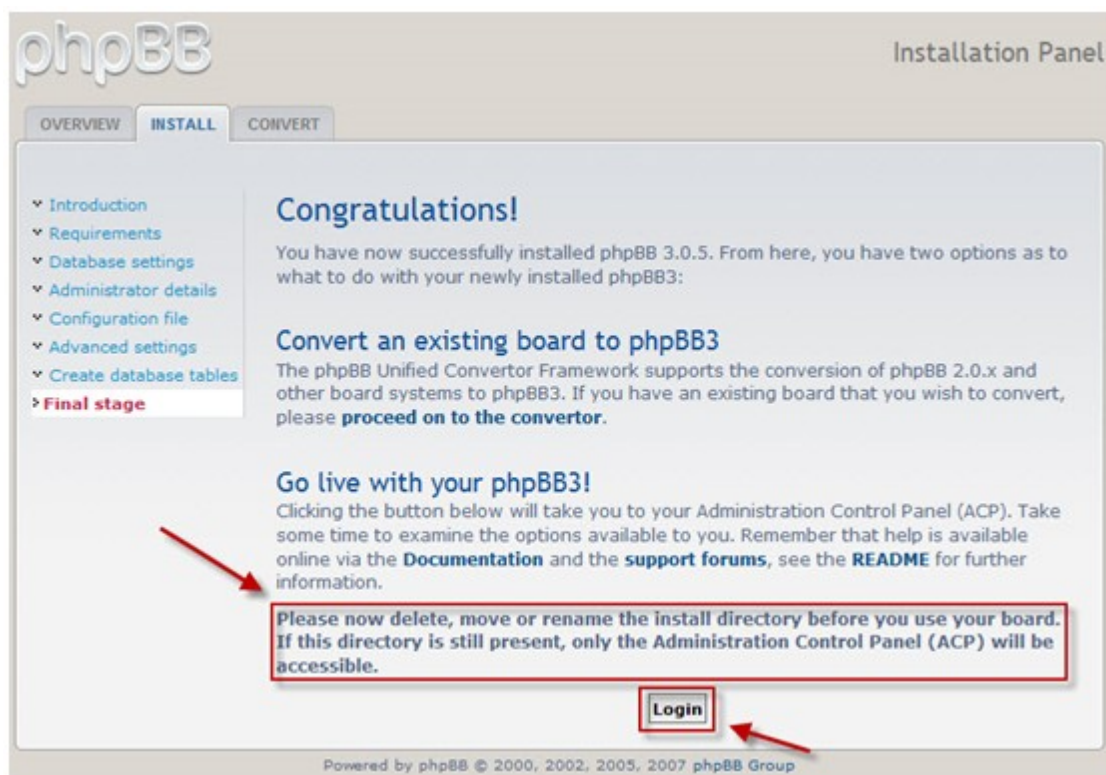 phpBB
Installation Panel
OVERVIEW INSTALL CONVERT
Introduction
Requirements
Database settings
Administrator details
Configuration file
Advanced settings
Create database tables
Final stage
Congratulations!
You have now successfully installed phpBB 3.0.5. From here, you have two options as to
what to do with your newly installed phpBB3:
Convert an existing board to phpBB3
The phpBB Unified Convertor Framework supports the conversion of phpBB 2.0.x and
other board systems to phpBB3. If you have an existing board that you wish to convert,
please proceed on to the convertor.
Go live with your phpBB3!
Clicking the button below will take you to your Administration Control Panel (ACP). Take
some time to examine the options available to you. Remember that help is available
online via the Documentation and the support forums, see the README for further
information.
Please now delete, move or rename the install directory before you use your board.
If this directory is still present, only the Administration Control Panel (ACP) will be
accessible.
Login
Powered by phpBB © 2000, 2002, 2005, 2007 phpBB Group